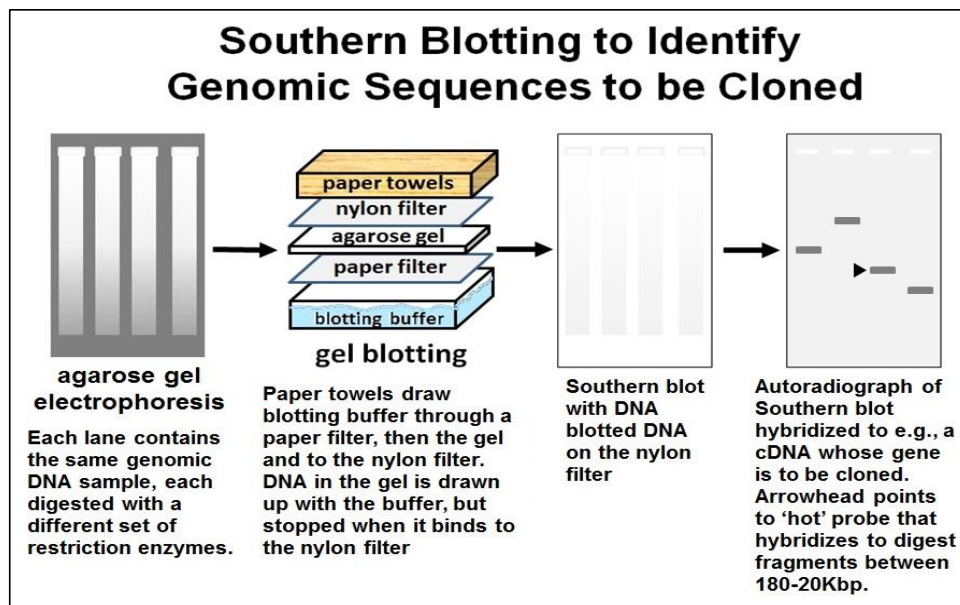 Southern Blotting to Identify
Genomic Sequences to be Cloned
paper towels
nylon filter
agarose gel
paper filter
blotting buffer
gel blotting
agarose gel
electrophoresis
Each lane contains
the same genomic
DNA sample, each
digested with a
different set of
restriction enzymes.
Paper towels draw
blotting buffer through a
paper filter, then the gel
and to the nylon filter.
DNA in the gel is drawn
up with the buffer, but
stopped when it binds to
the nylon filter
Southern blot
with DNA
blotted DNA
on the nylon
filter
Autoradiograph of
Southern blot
hybridized to e.g., a
cDNA whose gene
is to be cloned.
Arrowhead points
to ‘hot’ probe that
hybridizes to digest
fragments between
180-20Kbp.